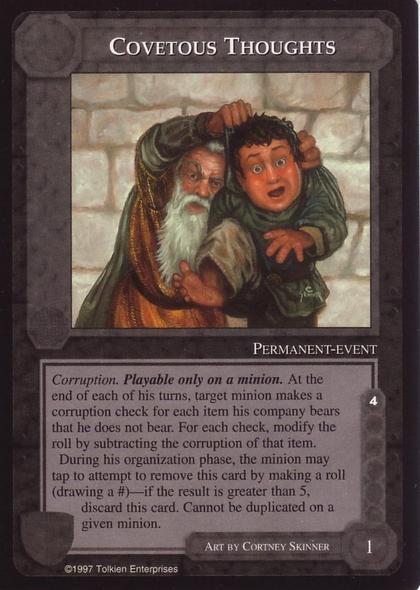 COVETOUS THOUGHTS
PERMANENT-EVENT
Corruption. Playable only on a minion. At the
end of each of his turns, target minion makes a
corruption check for each item his company bears
that he does not bear. For each check, modify the
roll by subtracting the corruption of that item.
During his organization phase, the minion may
tap to attempt to remove this card by making a roll
(drawing a #)—if the result is greater than 5,
discard this card. Cannot be duplicated on a
given minion.
4
ART BY CORTNEY SKINNER
1
©1997 Tolkien Enterprises